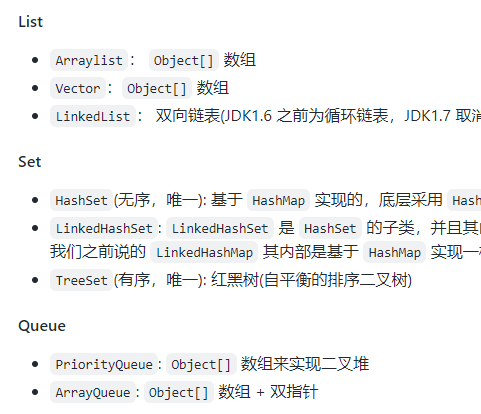 List
Arraylist： Object[] 数组
Vector：Object[] 数组
LinkedList： 双向链表(JDK1.6 之前为循环链表，JDK1.7 取
Set
HashSet(无序，唯一): 基于 HashMap 实现的，底层采用 Hash
LinkedHashSet: LinkedHashSet 是 HashSet 的子类，并且其
我们之前说的 LinkedHashMap 其内部是基于 HashMap 实现一
TreeSet(有序，唯一): 红黑树(自平衡的排序二叉树)
Queue
PriorityQueue: Object[] 数组来实现二叉堆
ArrayQueue: Object[] 数组 + 双指针